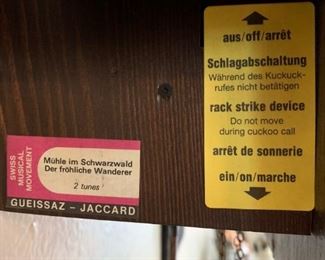 aus/off/arrêt
Schlagabschaltung
Während des Kuckuck-
rufes nicht betätigen
rack strike device
Do not move
during cuckoo call
arrêt de sonnerie
ein/on/marche
SWISS
MUSICAL
MOVEMENT
Mühle im Schwarzwald
Der fröhliche Wanderer
2 tunes
GUEISSAZ - JACCARD